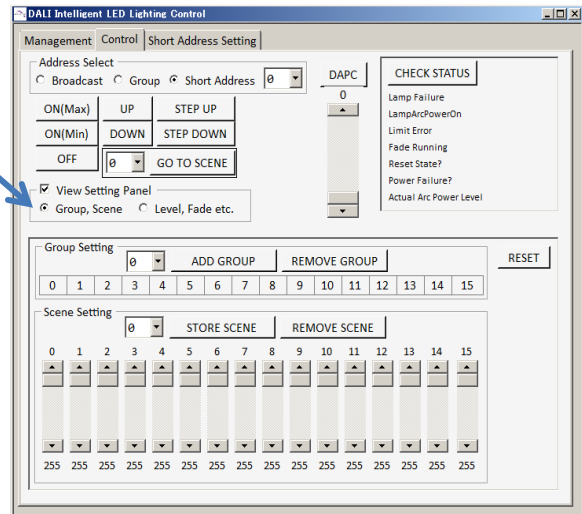 DALI Intelligent LED Lighting Control
Management Control Short Address Setting
Address Select
Broadcast Group Short Address 0
DAPC
0
CHECK STATUS
Lamp Failure
LampArcPowerOn
Limit Error
Fade Running
Reset State?
Power Failure?
Actual Arc Power Level
ON(Max) UP STEP UP
ON(Min) DOWN STEP DOWN
OFF 0 GO TO SCENE
View Setting Panel
Group, Scene Level, Fade etc.
Group Setting
0 ADD GROUP REMOVE GROUP
RESET
0 1 2 3 4 5 6 7 8 9 10 11 12 13 14 15
Scene Setting
0 STORE SCENE REMOVE SCENE
0 1 2 3 4 5 6 7 8 9 10 11 12 13 14 15
255 255 255 255 255 255 255 255 255 255 255 255 255 255 255 255